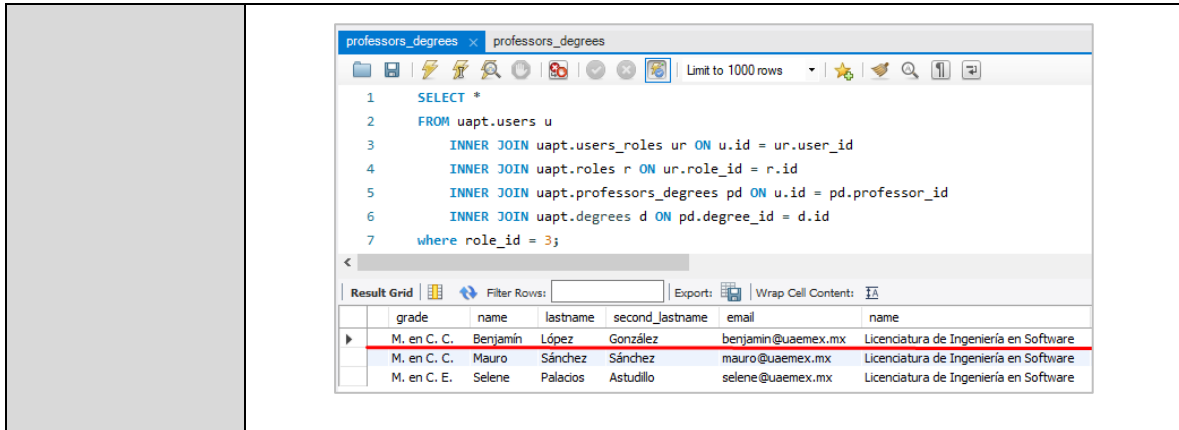 professors_degrees × professors_degrees
Limit to 1000 rows
1 SELECT *
2 FROM uapt.users u
3 INNER JOIN uapt.users_roles ur ON u.id = ur.user_id
4 INNER JOIN uapt.roles r ON ur.role_id = r.id
5 INNER JOIN uapt.professors_degrees pd ON u.id = pd.professor_id
6 INNER JOIN uapt.degrees d ON pd.degree_id = d.id
7 where role_id = 3;
Result Grid Filter Rows: Export: Wrap Cell Content: IA
grade name lastname second_lastname email name
M. en C. C. Benjamín López González benjamin@uaemex.mx Licenciatura de Ingeniería en Software
M. en C. C. Mauro Sánchez Sánchez mauro@uaemex.mx Licenciatura de Ingeniería en Software
M. en C. E. Selene Palacios Astudillo selene@uaemex.mx Licenciatura de Ingeniería en Software